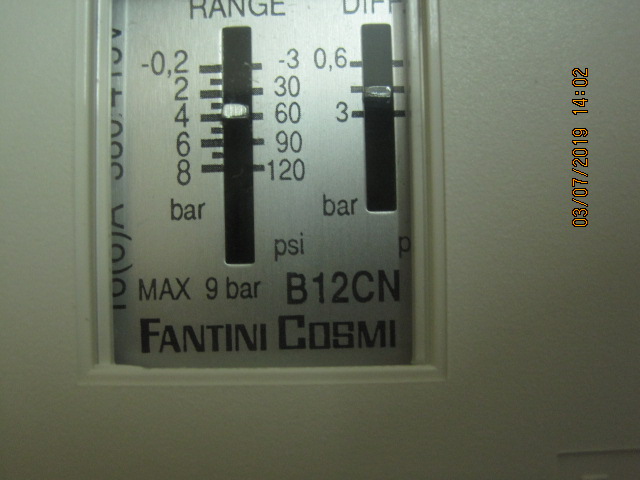 RANGE DIFF
-0,2 -3 0,6
2 30
4 60 3
6 90
8 120
bar bar
psi p
MAX 9 bar B12CN
FANTINI COSMI
03/07/2019 14:02